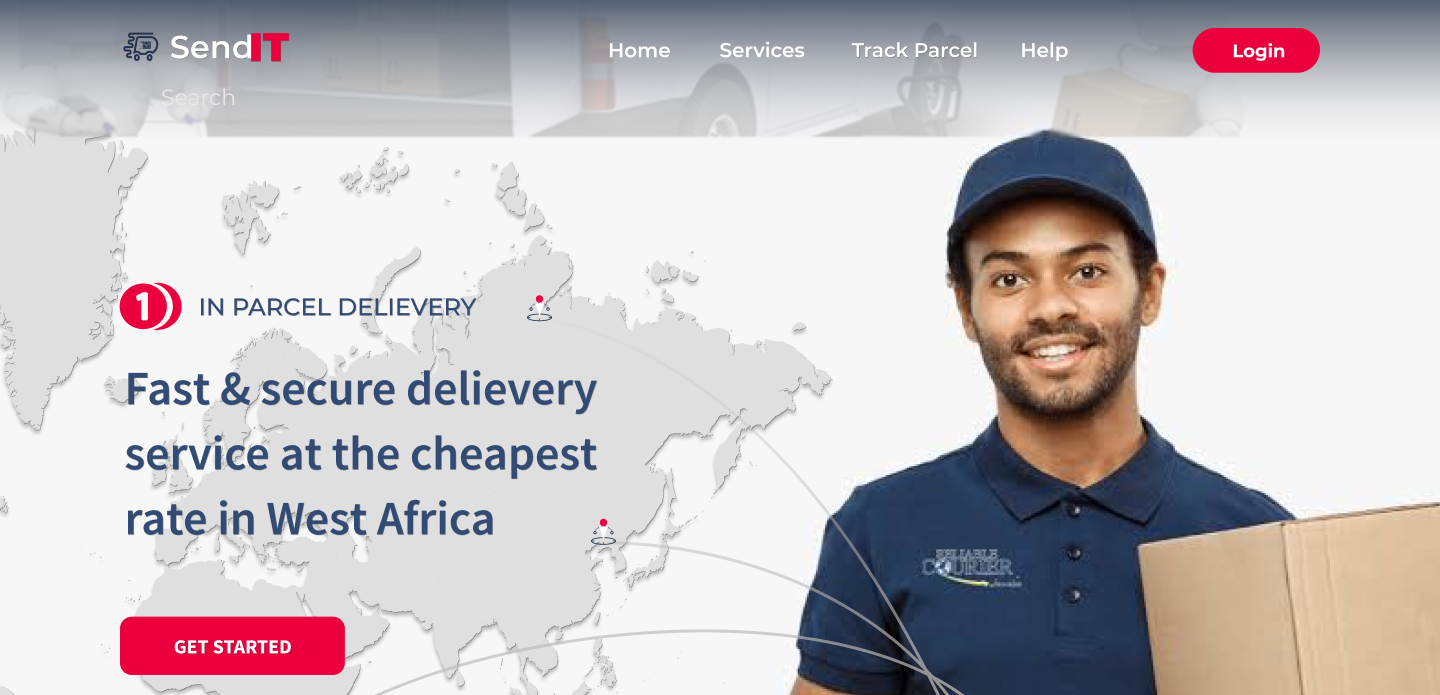 SendIT
Home
Services
Track Parcel
Help
Login
Search
1
IN PARCEL DELIEVERY
Fast & secure delievery
service at the cheapest
rate in West Africa
RELIABLE
COURIER
GET STARTED